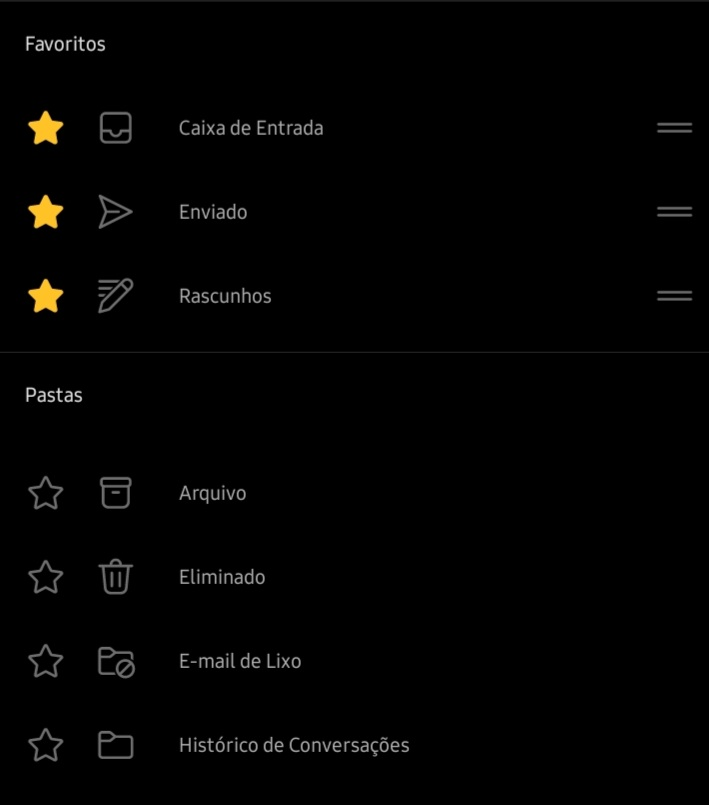 Favoritos
Caixa de Entrada
Enviado
Rascunhos
Pastas
Arquivo
Eliminado
E-mail de Lixo
Histórico de Conversações